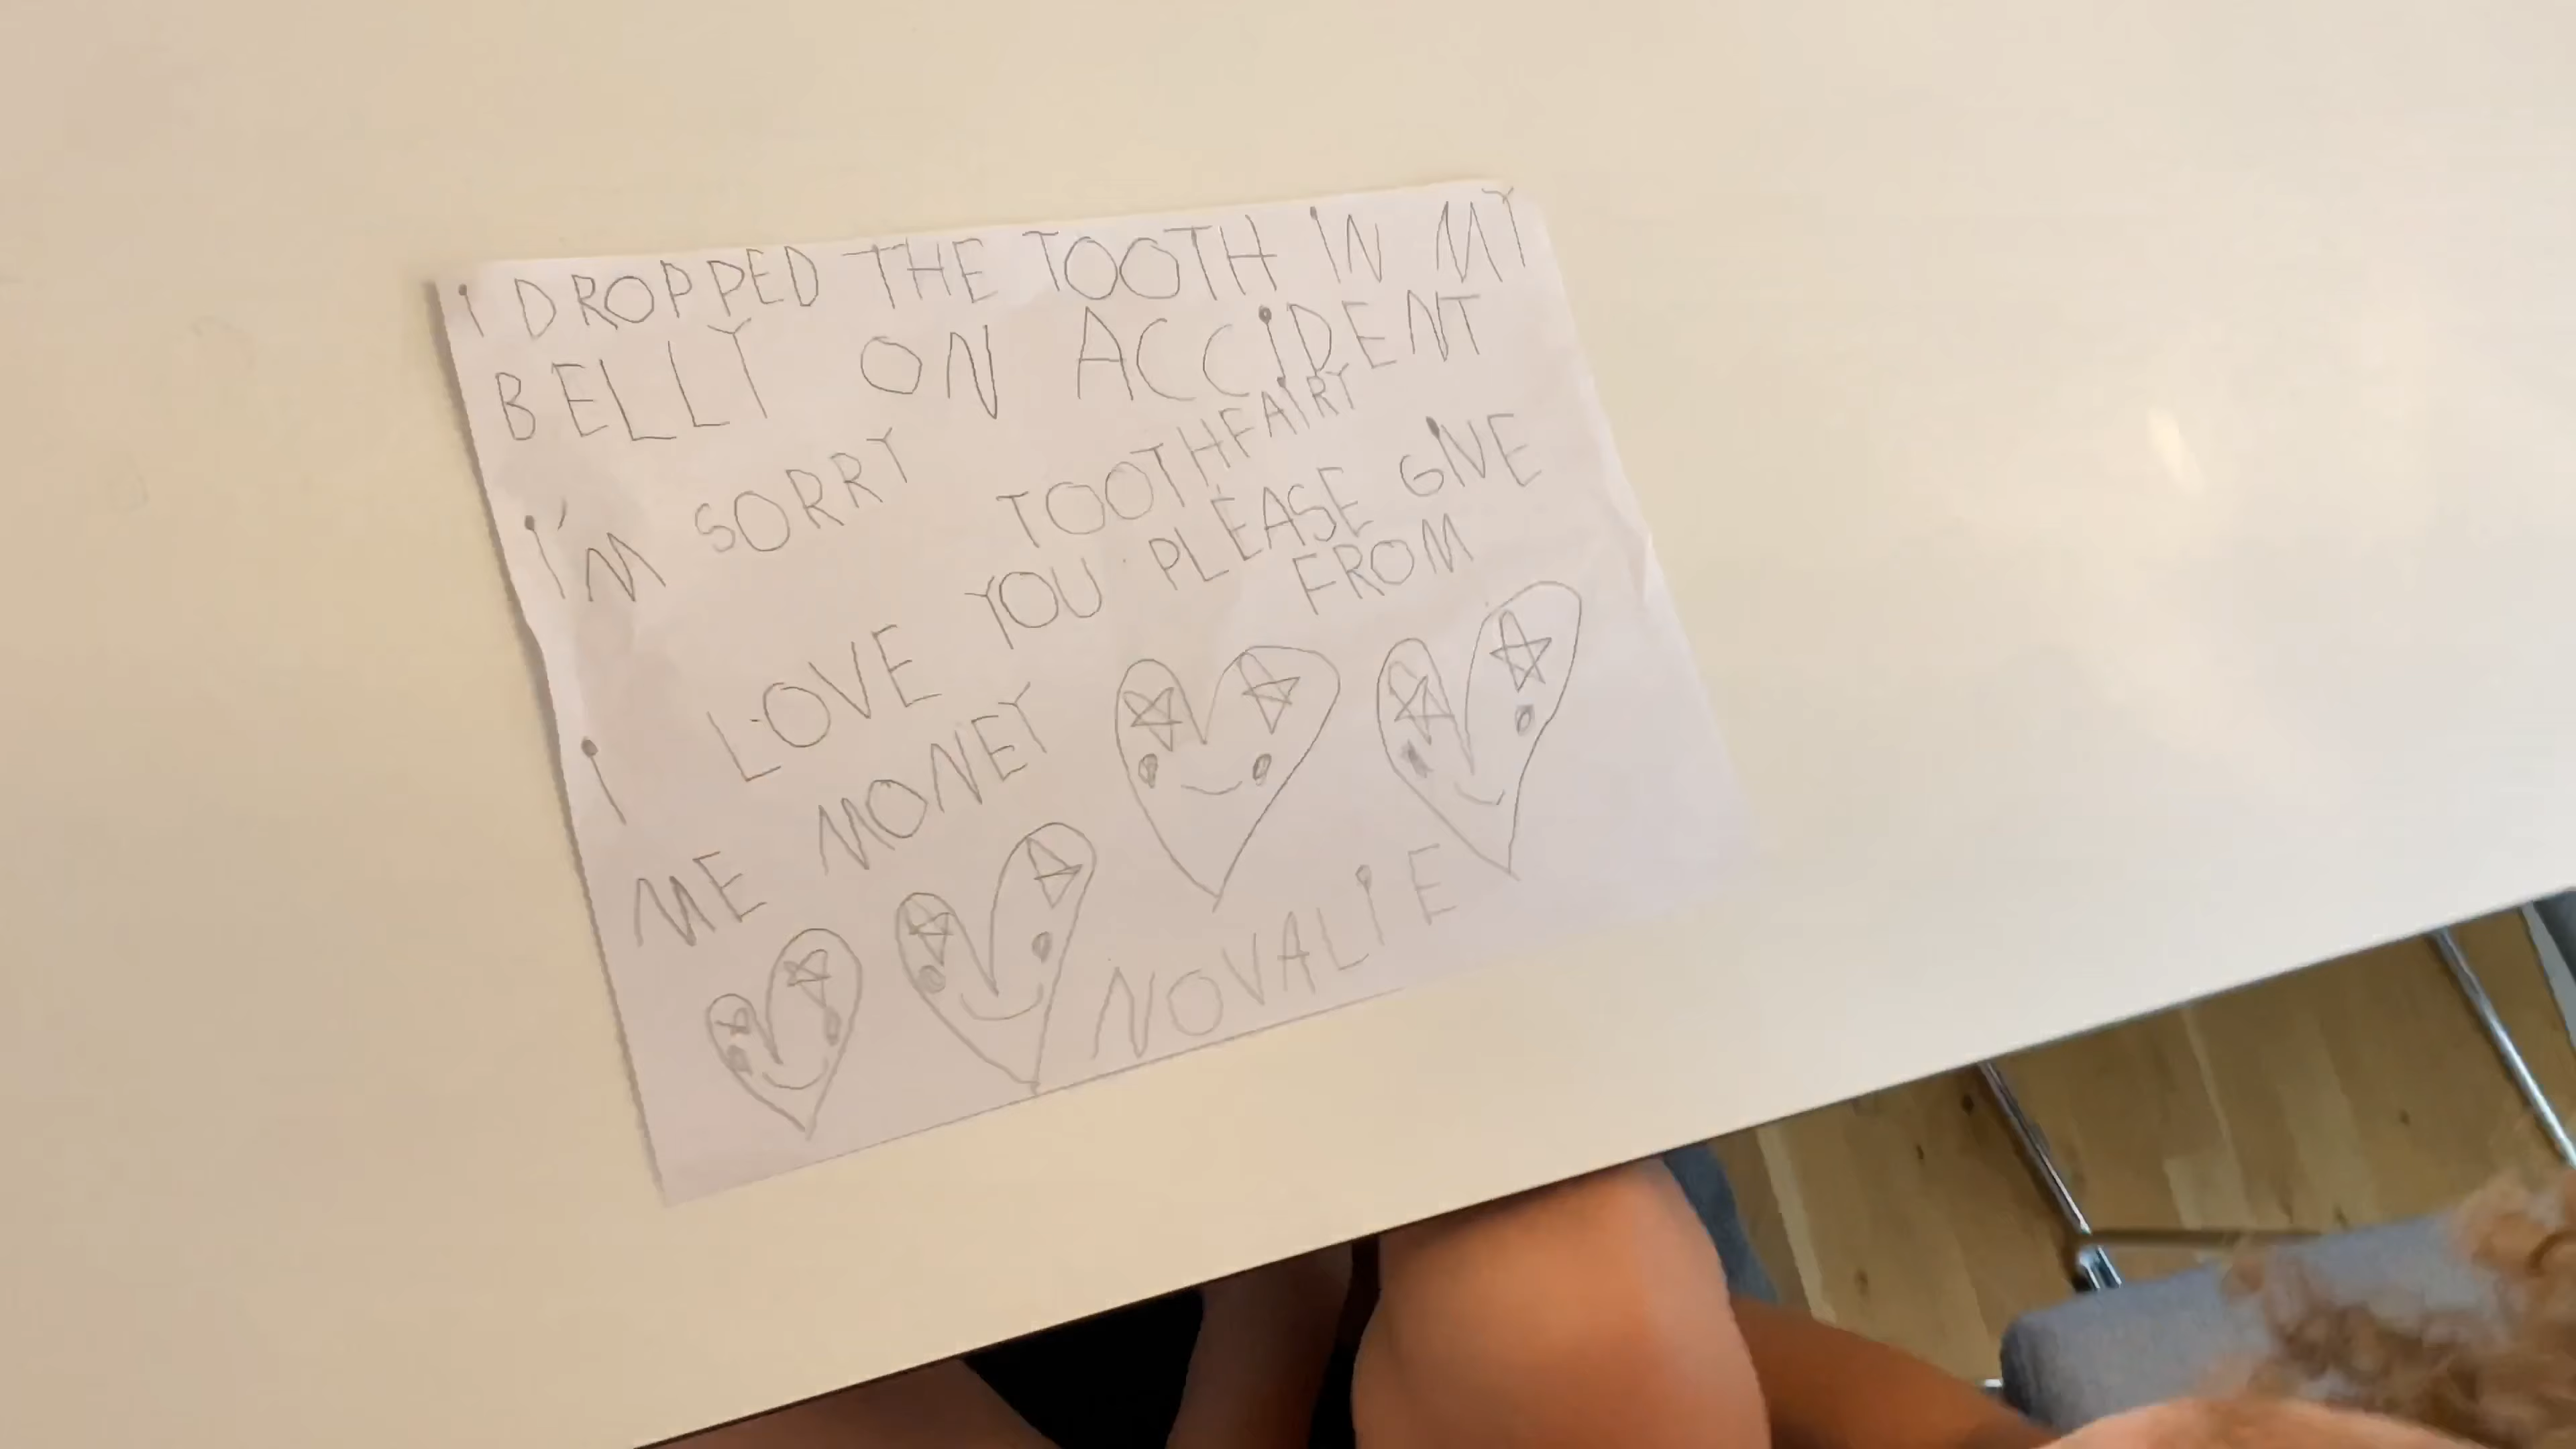 i DROPPED THE TOOTH iN MY
BELLY ON ACCiDENT
i'M SORRY TOOTHFAiRY
i LOVE YOU PLEASE GiVE
ME MONEY FROM
NOVALiE